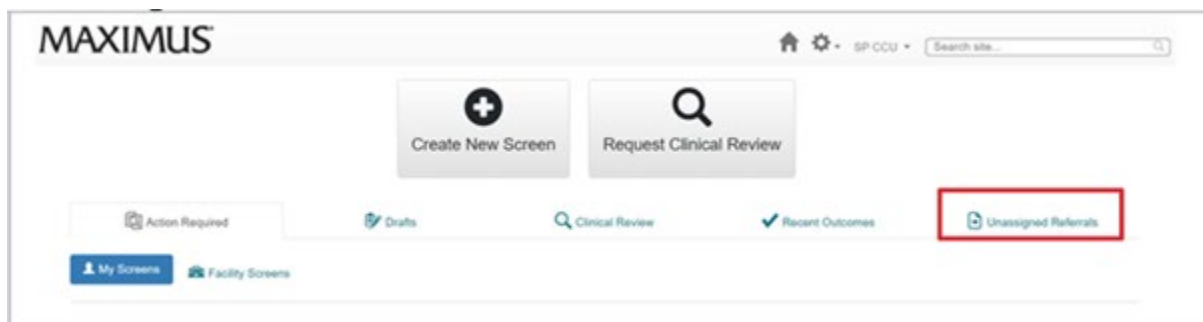 MAXIMUS
SP CCU
Search site...
Create New Screen
Request Clinical Review
Action Required
Drafts
Clinical Review
Recent Outcomes
Unassigned Referrals
My Screens
Facility Screens